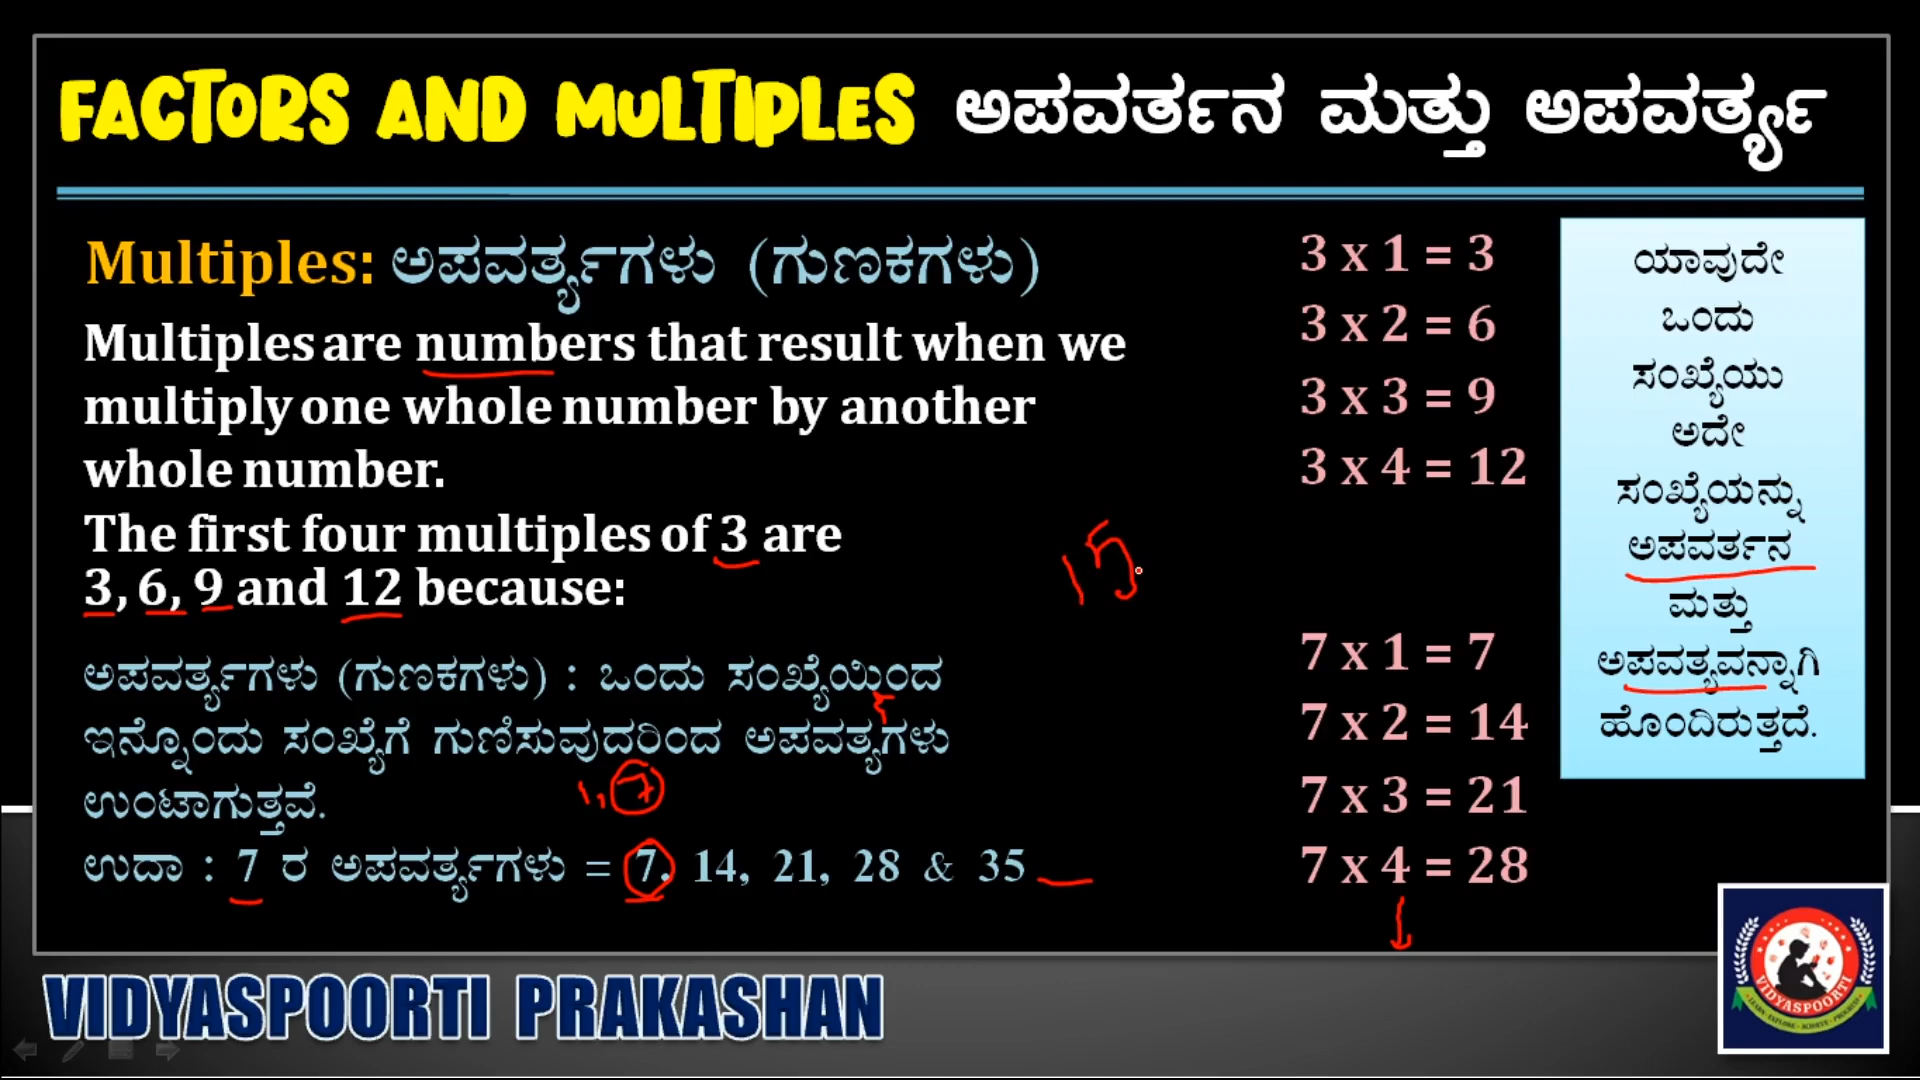 FACTORS AND MULTIPLES ಅಪವರ್ತನ ಮತ್ತು ಅಪವರ್ತ್ಯ
Multiples: ಅಪವರ್ತ್ಯಗಳು (ಗುಣಕಗಳು)
Multiples are numbers that result when we
multiply one whole number by another
whole number.
The first four multiples of 3 are
3, 6, 9 and 12 because:
15
ಅಪವರ್ತ್ಯಗಳು (ಗುಣಕಗಳು) : ಒಂದು ಸಂಖ್ಯೆಯಿಂದ
ಇನ್ನೊಂದು ಸಂಖ್ಯೆಗೆ ಗುಣಿಸುವುದರಿಂದ ಅಪವತ್ಯಗಳು
ಉಂಟಾಗುತ್ತವೆ.
1, 7
ಉದಾ : 7 ರ ಅಪವರ್ತ್ಯಗಳು = 7, 14, 21, 28 & 35
3 x 1 = 3
3 x 2 = 6
3 x 3 = 9
3 x 4 = 12
7 x 1 = 7
7 x 2 = 14
7 x 3 = 21
7 x 4 = 28
ಯಾವುದೇ
ಒಂದು
ಸಂಖ್ಯೆಯು
ಅದೇ
ಸಂಖ್ಯೆಯನ್ನು
ಅಪವರ್ತನ
ಮತ್ತು
ಅಪವತ್ಯವನ್ನಾಗಿ
ಹೊಂದಿರುತ್ತದೆ.
VIDYASPOORTI PRAKASHAN
VIDYASPOORTI